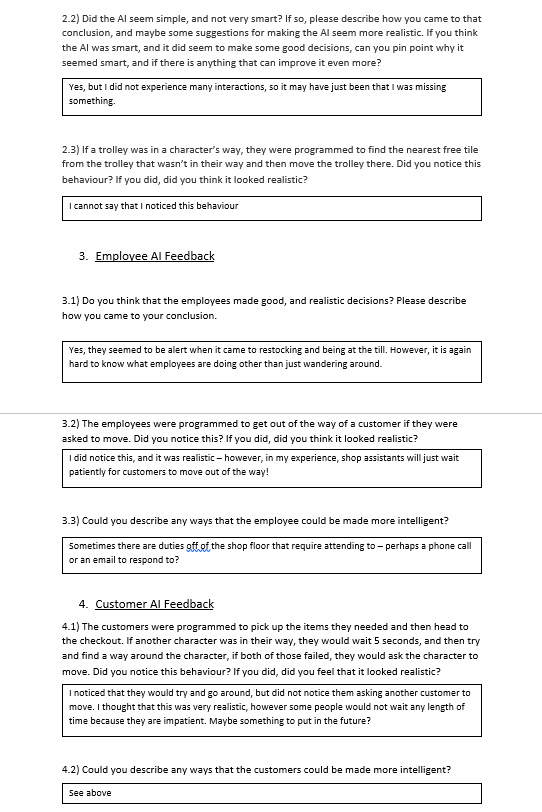 2.2) Did the AI seem simple, and not very smart? If so, please describe how you came to that
conclusion, and maybe some suggestions for making the AI seem more realistic. If you think
the AI was smart, and it did seem to make some good decisions, can you pin point why it
seemed smart, and if there is anything that can improve it even more?
Yes, but I did not experience many interactions, so it may have just been that I was missing
something.
2.3) If a trolley was in a character's way, they were programmed to find the nearest free tile
from the trolley that wasn't in their way and then move the trolley there. Did you notice this
behaviour? If you did, did you think it looked realistic?
I cannot say that I noticed this behaviour
3. Employee AI Feedback
3.1) Do you think that the employees made good, and realistic decisions? Please describe
how you came to your conclusion.
Yes, they seemed to be alert when it came to restocking and being at the till. However, it is again
hard to know what employees are doing other than just wandering around.
3.2) The employees were programmed to get out of the way of a customer if they were
asked to move. Did you notice this? If you did, did you think it looked realistic?
I did notice this, and it was realistic – however, in my experience, shop assistants will just wait
patiently for customers to move out of the way!
3.3) Could you describe any ways that the employee could be made more intelligent?
Sometimes there are duties off of the shop floor that require attending to – perhaps a phone call
or an email to respond to?
4. Customer AI Feedback
4.1) The customers were programmed to pick up the items they needed and then head to
the checkout. If another character was in their way, they would wait 5 seconds, and then try
and find a way around the character, if both of those failed, they would ask the character to
move. Did you notice this behaviour? If you did, did you feel that it looked realistic?
I noticed that they would try and go around, but did not notice them asking another customer to
move. I thought that this was very realistic, however some people would not wait any length of
time because they are impatient. Maybe something to put in the future?
4.2) Could you describe any ways that the customers could be made more intelligent?
See above